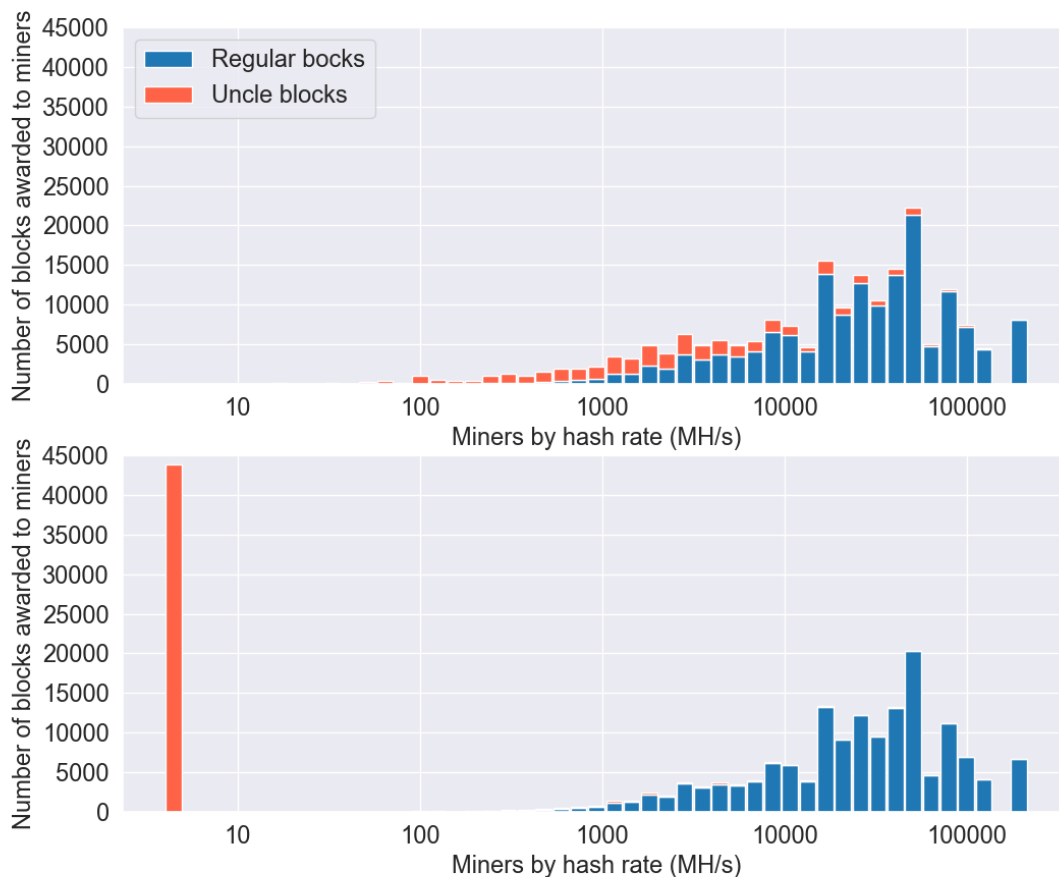 Number of blocks awarded to miners
45000
40000
35000
30000
25000
20000
15000
10000
5000
0
Regular bocks
Uncle blocks
10 100 1000 10000 100000
Miners by hash rate (MH/s)
Number of blocks awarded to miners
45000
40000
35000
30000
25000
20000
15000
10000
5000
0
10 100 1000 10000 100000
Miners by hash rate (MH/s)